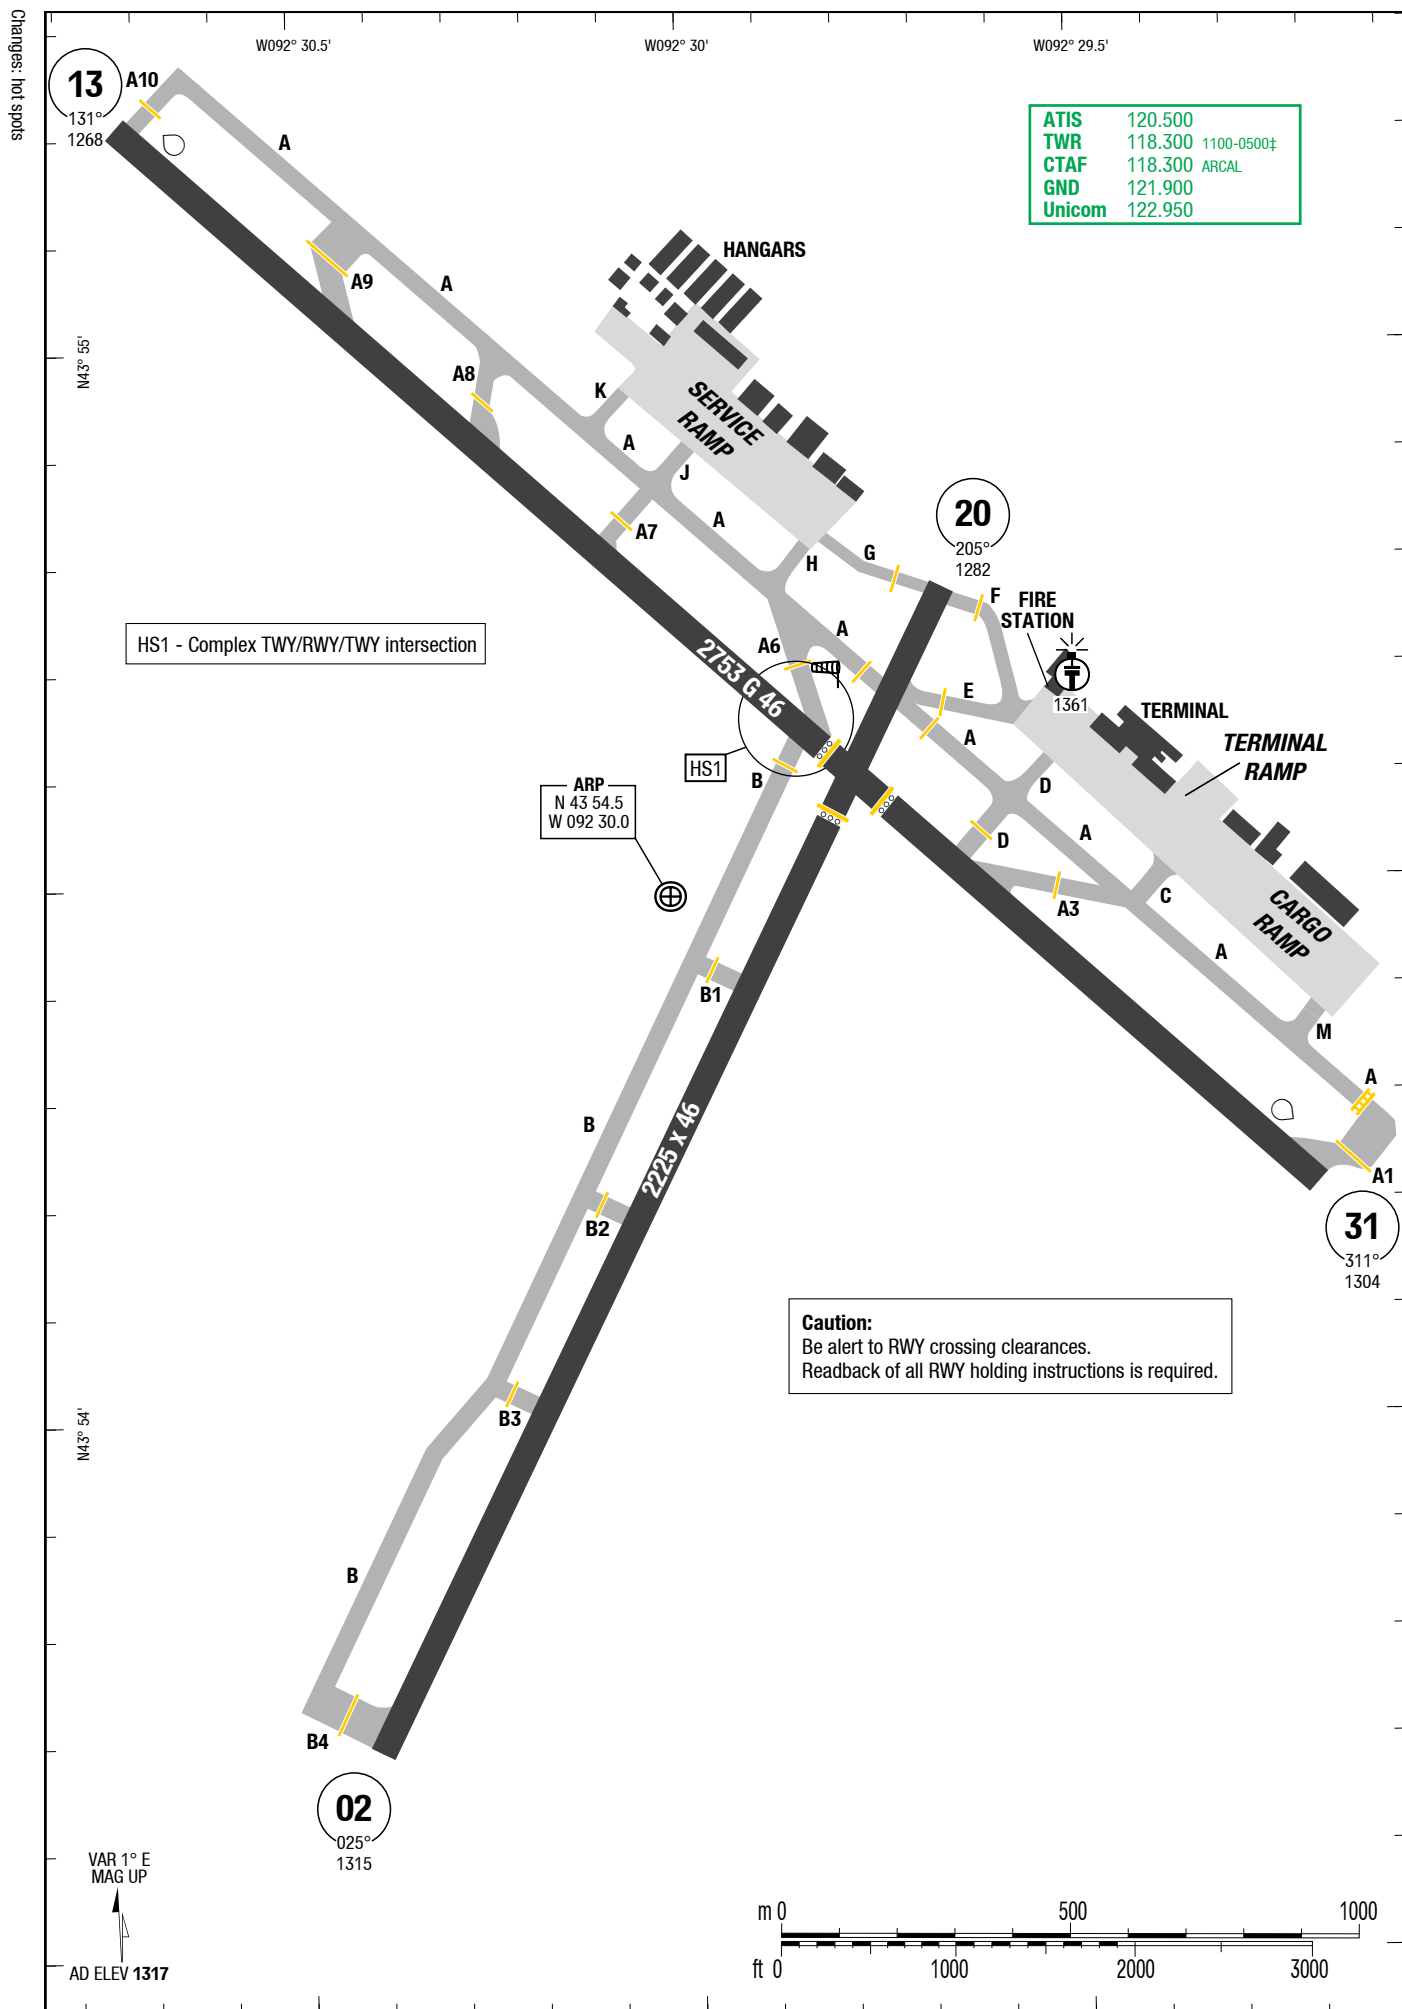 Changes: hot spots
W092° 30.5'
W092° 30'
W092° 29.5'
13
131°
1268
A10
A
ATIS 120.500
TWR 118.300 1100-0500‡
CTAF 118.300 ARCAL
GND 121.900
Unicom 122.950
HANGARS
A9
A
N43° 55'
A8
K
SERVICE
RAMP
A
J
A
A7
H
G
20
205°
1282
F
FIRE
STATION
HS1 - Complex TWY/RWY/TWY intersection
A6
A
2753 G 46
E
1361
TERMINAL
TERMINAL
RAMP
A
HS1
B
D
ARP
N 43 54.5
W 092 30.0
D
A
A3
C
CARGO
RAMP
A
B1
M
A
B
2225 x 46
A1
B2
31
311°
1304
Caution:
Be alert to RWY crossing clearances.
Readback of all RWY holding instructions is required.
B3
N43° 54'
B
B4
02
025°
1315
VAR 1° E
MAG UP
AD ELEV 1317
m 0 500 1000
ft 0 1000 2000 3000